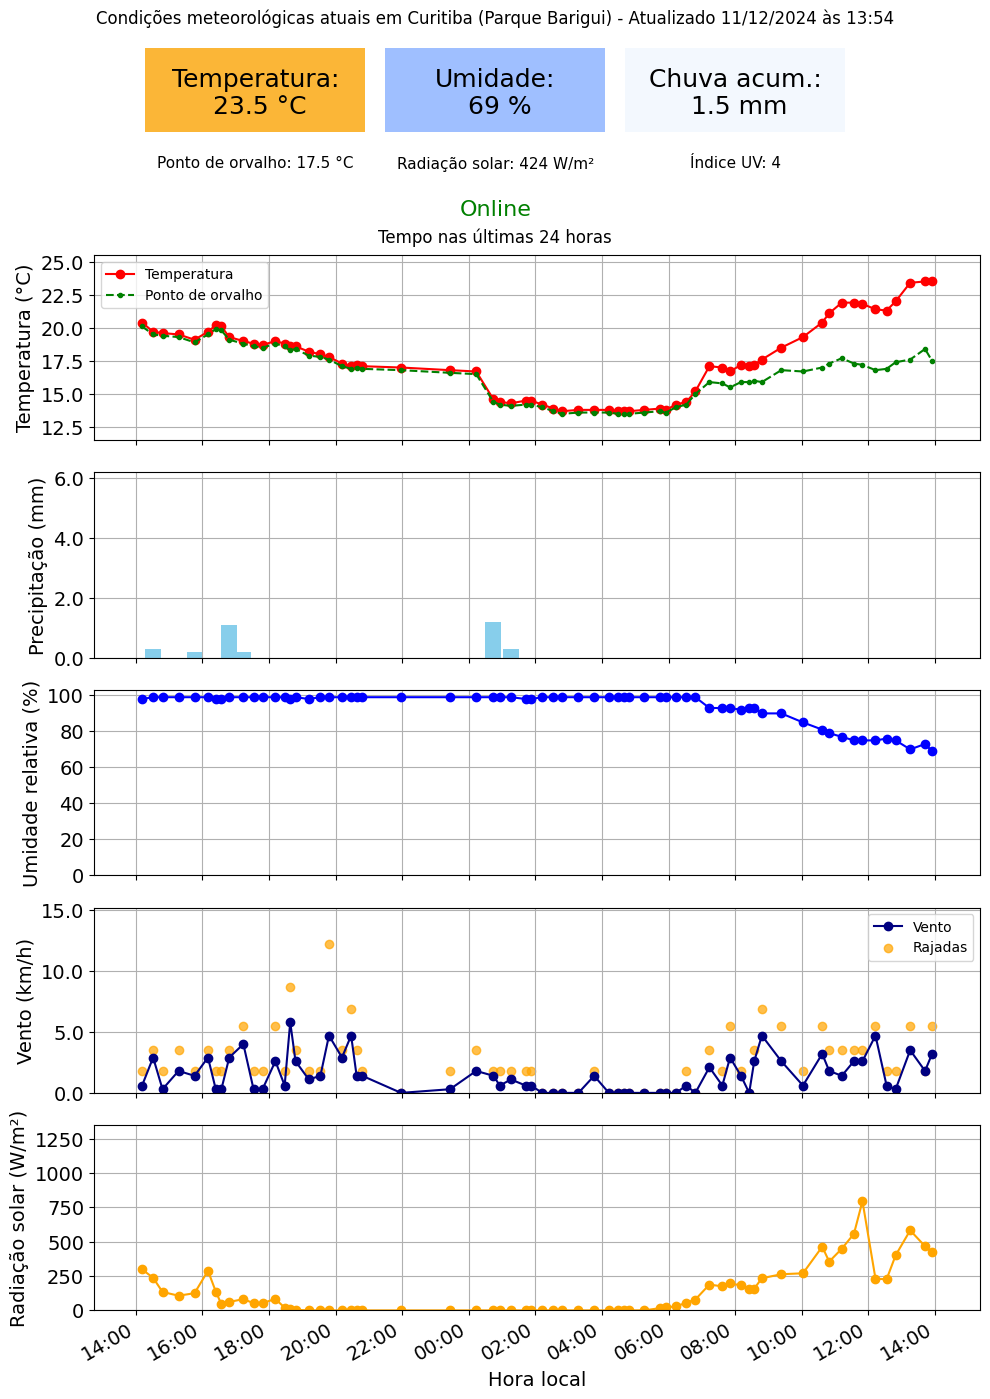 Condições meteorológicas atuais em Curitiba (Parque Barigui) - Atualizado 11/12/2024 às 13:54
Temperatura:
23.5 °C
Umidade:
69 %
Chuva acum.:
1.5 mm
Ponto de orvalho: 17.5 °C
Radiação solar: 424 W/m²
Índice UV: 4
Online
Tempo nas últimas 24 horas
Temperatura (°C)
25.0
22.5
20.0
17.5
15.0
12.5
Temperatura
Ponto de orvalho
Precipitação (mm)
6.0
4.0
2.0
0.0
Umidade relativa (%)
100
80
60
40
20
0
Vento (km/h)
15.0
10.0
5.0
0.0
Vento
Rajadas
Radiação solar (W/m²)
1250
1000
750
500
250
0
14:00
16:00
18:00
20:00
22:00
00:00
02:00
04:00
06:00
08:00
10:00
12:00
14:00
Hora local